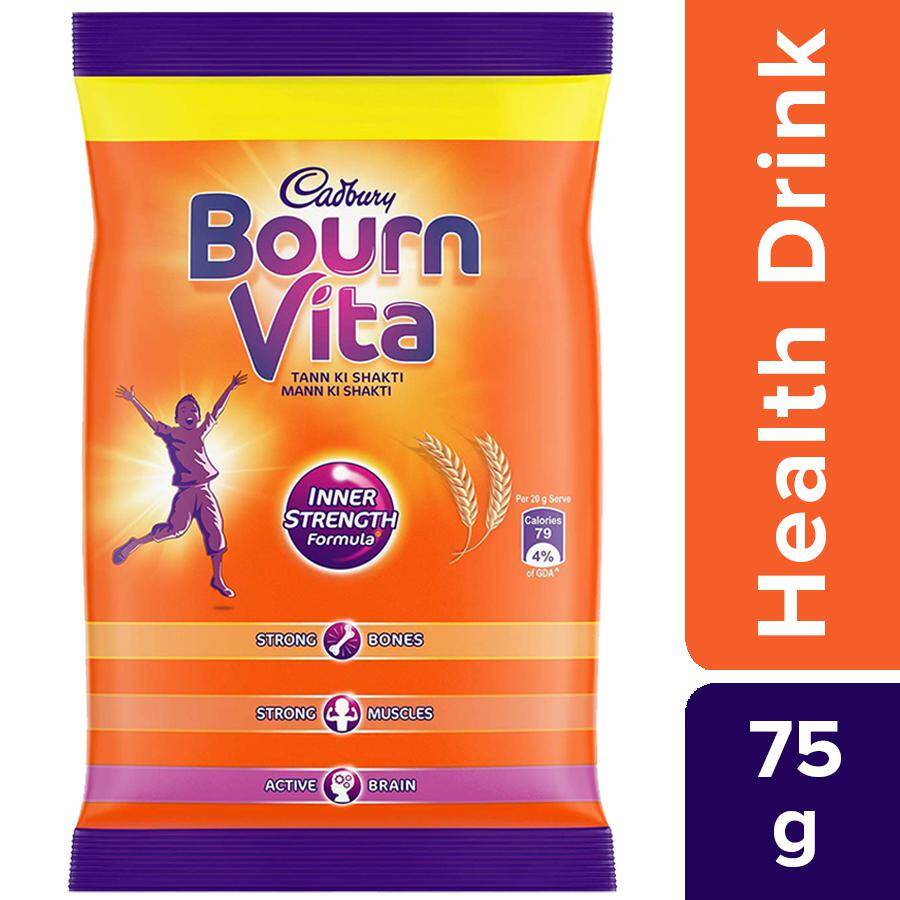 Cadbury
Bourn
Vita
TANN KI SHAKTI
MANN KI SHAKTI
INNER
STRENGTH
Formula*
Per 20 g Serve
Calories
79
4%
of GDA^
STRONG BONES
STRONG MUSCLES
ACTIVE BRAIN
Health Drink
75
g